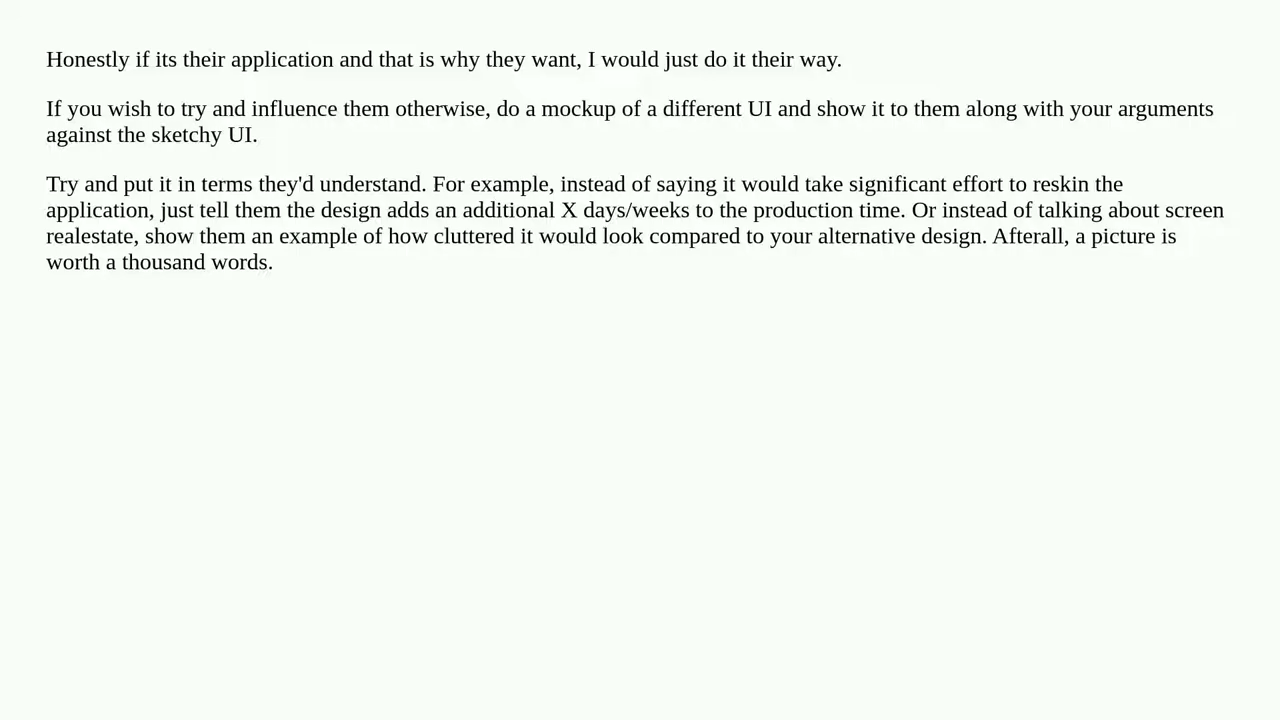 Honestly if its their application and that is why they want, I would just do it their way.
If you wish to try and influence them otherwise, do a mockup of a different UI and show it to them along with your arguments
against the sketchy UI.
Try and put it in terms they'd understand. For example, instead of saying it would take significant effort to reskin the
application, just tell them the design adds an additional X days/weeks to the production time. Or instead of talking about screen
realestate, show them an example of how cluttered it would look compared to your alternative design. Afterall, a picture is
worth a thousand words.